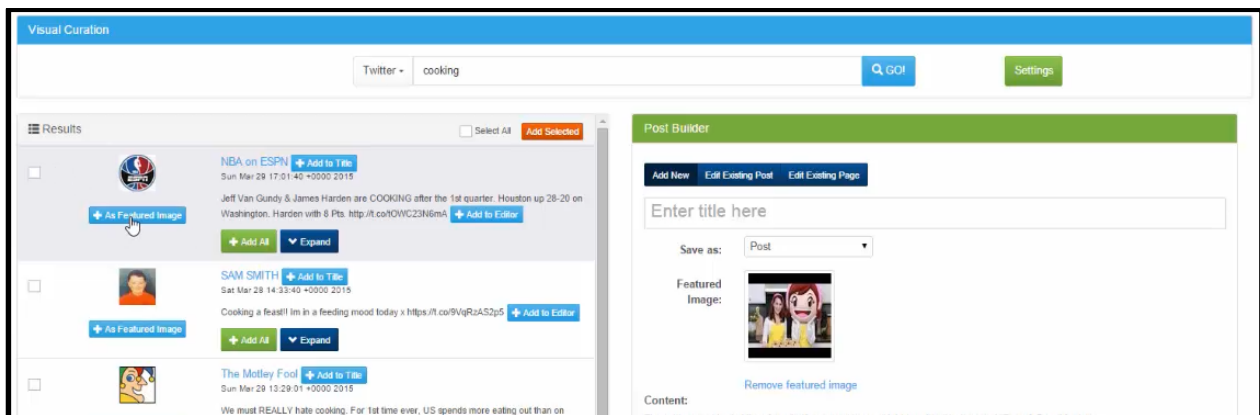 Visual Curation
Twitter
cooking
GO!
Settings
Results
Select All
Add Selected
NBA on ESPN
Add to Title
Sun Mar 29 17:01:40 +0000 2015
As Featured Image
Jeff Van Gundy & James Harden are COOKING after the 1st quarter. Houston up 28-20 on
Washington. Harden with 8 Pts. http://t.co/tOWC23N6mA
Add to Editor
Add All
Expand
SAM SMITH
Add to Title
Sat Mar 28 14:33:40 +0000 2015
As Featured Image
Cooking a feast!! Im in a feeding mood today x https://t.co/9VqRzAS2p5
Add to Editor
Add All
Expand
The Motley Fool
Add to Title
Sun Mar 29 13:29:01 +0000 2015
We must REALLY hate cooking. For 1st time ever, US spends more eating out than on
Post Builder
Add New
Edit Existing Post
Edit Existing Page
Enter title here
Save as:
Post
Featured
Image:
Remove featured image
Content: